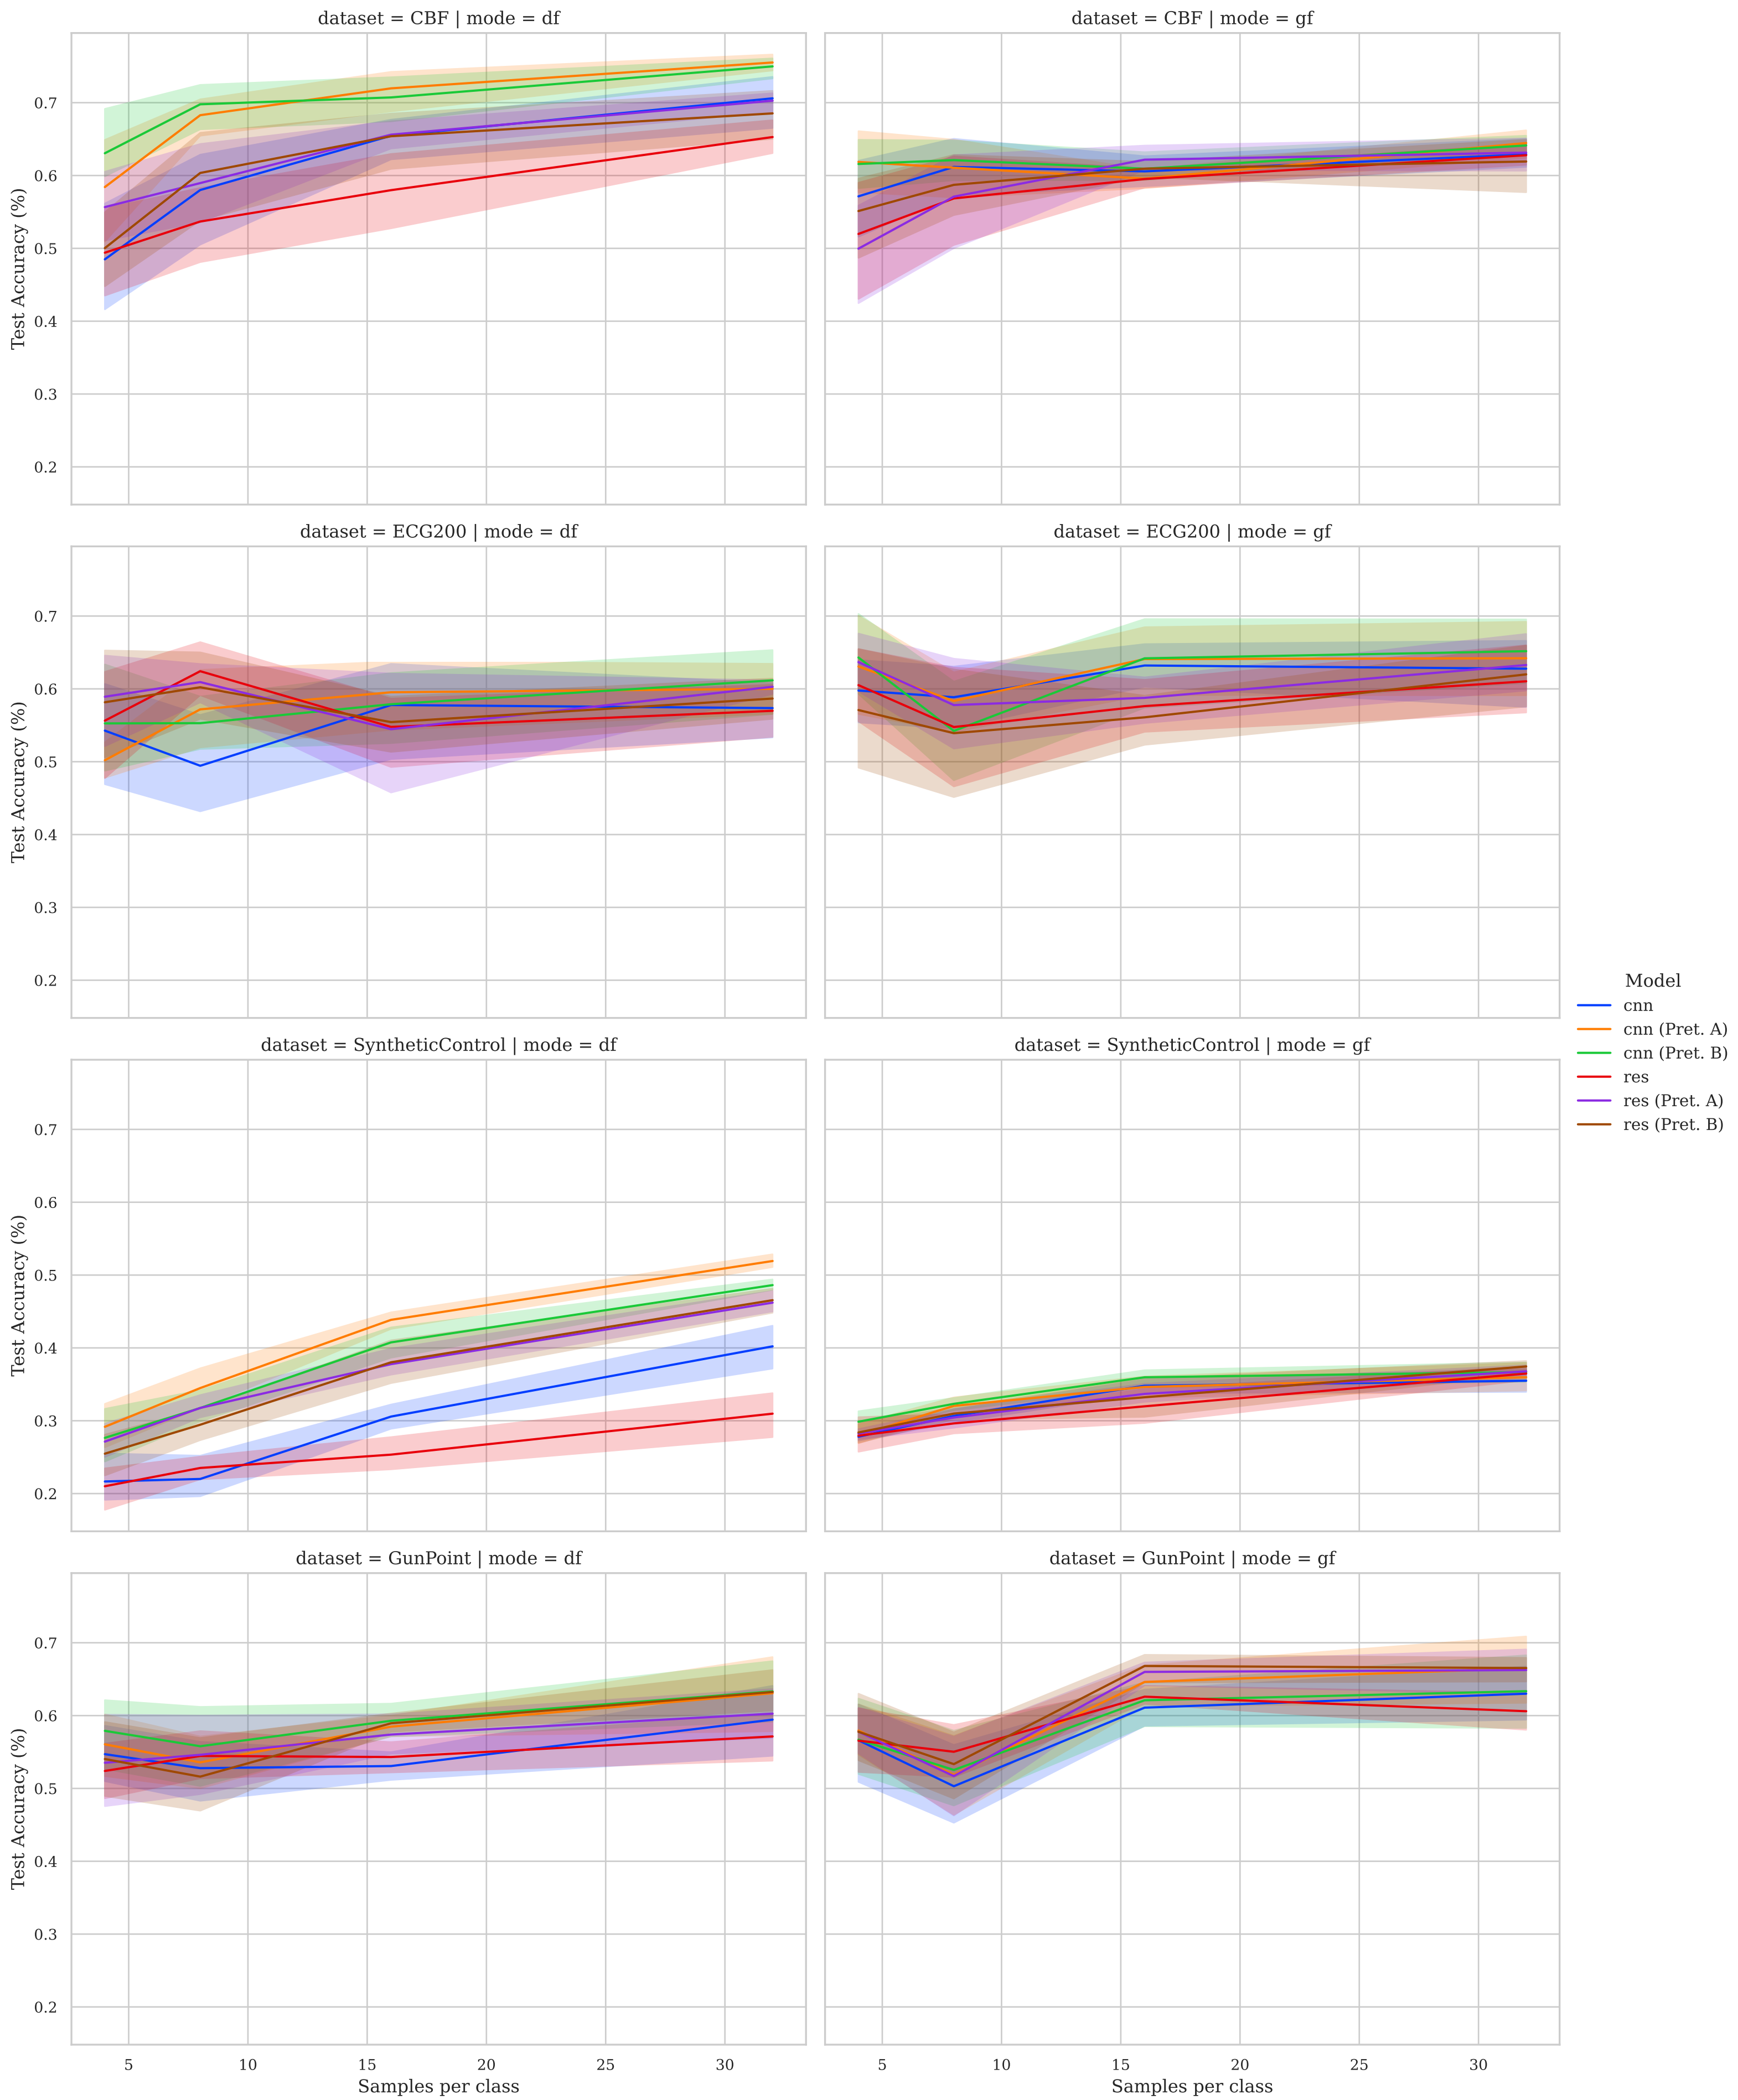 dataset = CBF | mode = df
dataset = CBF | mode = gf
Test Accuracy (%)
0.7
0.6
0.5
0.4
0.3
0.2
dataset = ECG200 | mode = df
dataset = ECG200 | mode = gf
Test Accuracy (%)
0.7
0.6
0.5
0.4
0.3
0.2
Model
cnn
cnn (Pret. A)
cnn (Pret. B)
res
res (Pret. A)
res (Pret. B)
dataset = SyntheticControl | mode = df
dataset = SyntheticControl | mode = gf
Test Accuracy (%)
0.7
0.6
0.5
0.4
0.3
0.2
dataset = GunPoint | mode = df
dataset = GunPoint | mode = gf
Test Accuracy (%)
0.7
0.6
0.5
0.4
0.3
0.2
5 10 15 20 25 30
5 10 15 20 25 30
Samples per class
Samples per class